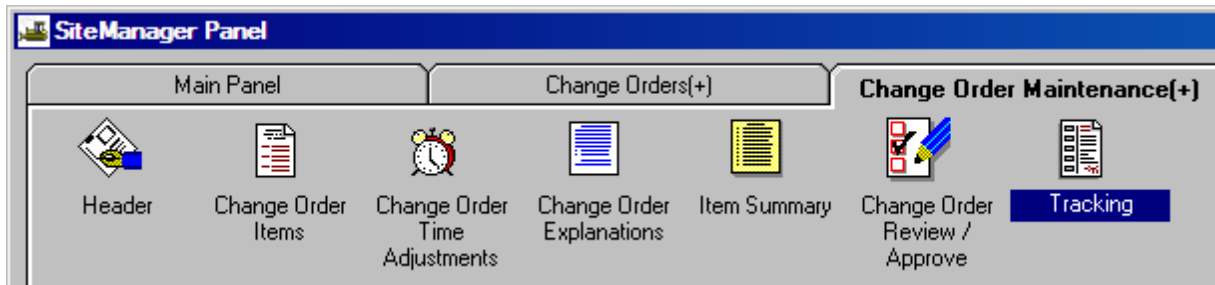 SiteManager Panel
Main Panel
Change Orders(+)
Change Order Maintenance(+)
Header
Change Order
Items
Change Order
Time
Adjustments
Change Order
Explanations
Item Summary
Change Order
Review /
Approve
Tracking